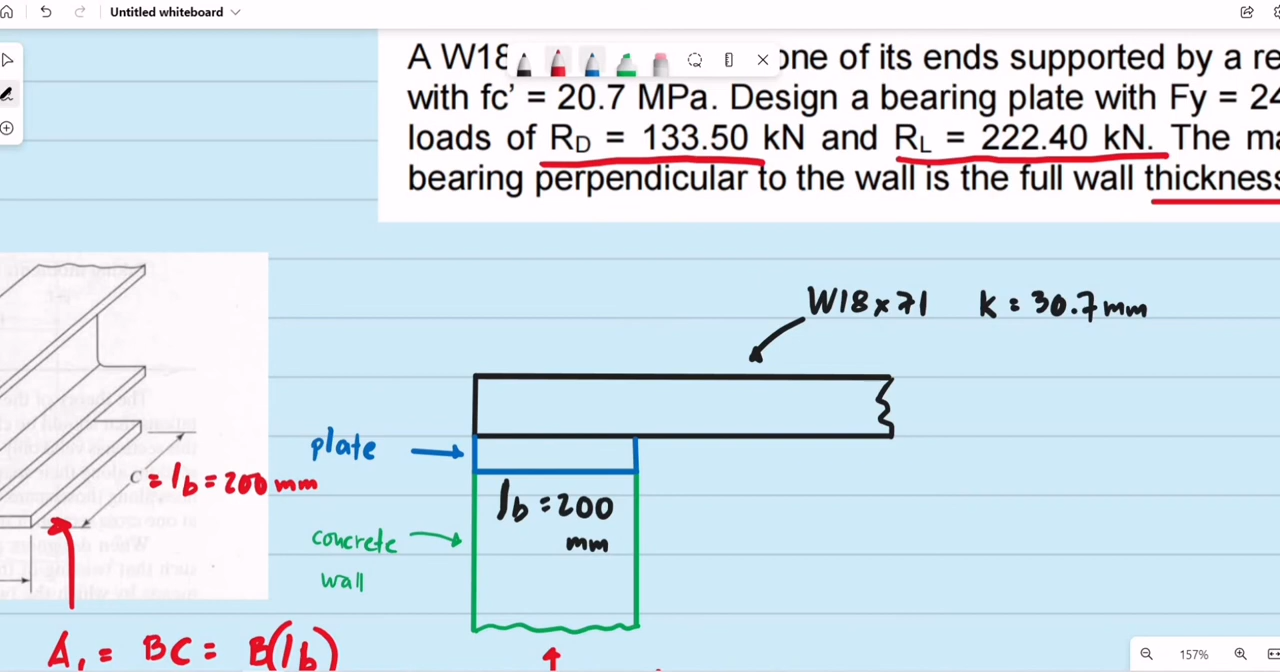 Untitled whiteboard
A W18 one of its ends supported by a re
with fc’ = 20.7 MPa. Design a bearing plate with Fy = 24
loads of RD = 133.50 kN and RL = 222.40 kN. The ma
bearing perpendicular to the wall is the full wall thickness
W18 x 71 k = 30.7 mm
plate
C = lb = 200 mm
lb = 200
mm
concrete
wall
A1 = BC = B(lb)
157%